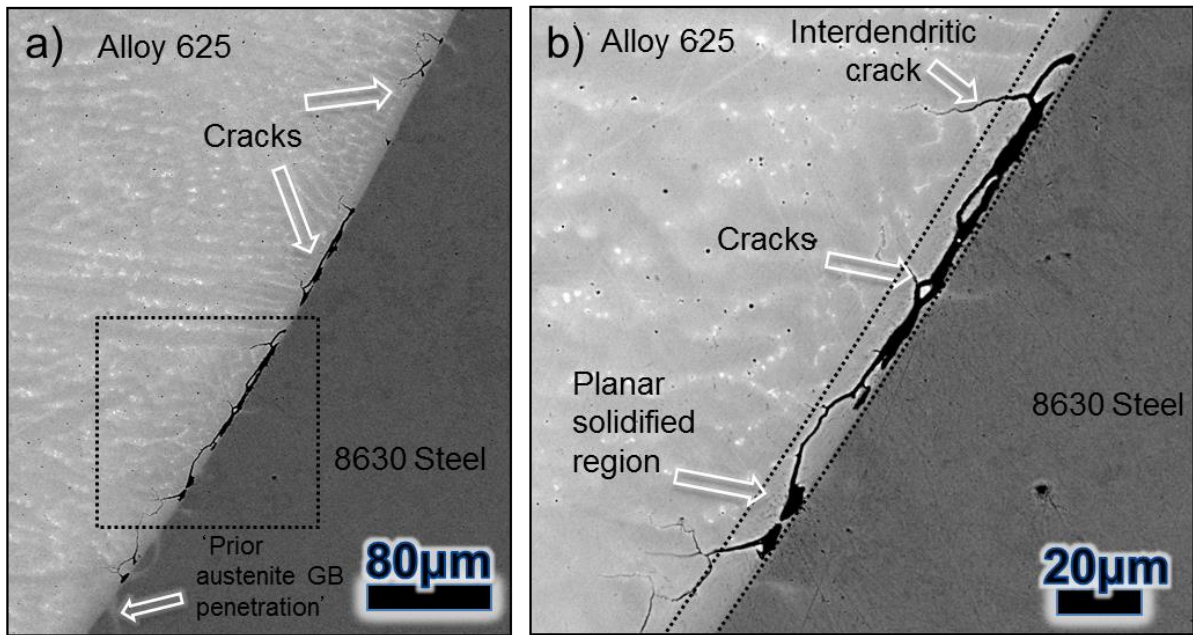 a) Alloy 625
Cracks
8630 Steel
'Prior
austenite GB
penetration'
80μm
b) Alloy 625
Interdendritic
crack
Cracks
Planar
solidified
region
8630 Steel
20μm